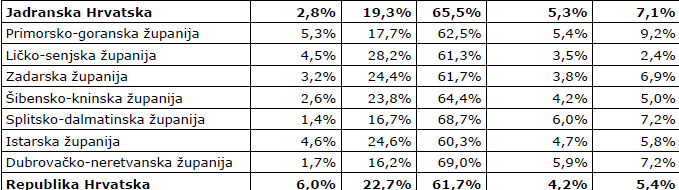 Jadranska Hrvatska 2,8% 19,3% 65,5% 5,3% 7,1%
Primorsko-goranska županija 5,3% 17,7% 62,5% 5,4% 9,2%
Ličko-senjska županija 4,5% 28,2% 61,3% 3,5% 2,4%
Zadarska županija 3,2% 24,4% 61,7% 3,8% 6,9%
Šibensko-kninska županija 2,6% 23,8% 64,4% 4,2% 5,0%
Splitsko-dalmatinska županija 1,4% 16,7% 68,7% 6,0% 7,2%
Istarska županija 4,6% 24,6% 60,3% 4,7% 5,8%
Dubrovačko-neretvanska županija 1,7% 16,2% 69,0% 5,9% 7,2%
Republika Hrvatska 6,0% 22,7% 61,7% 4,2% 5,4%